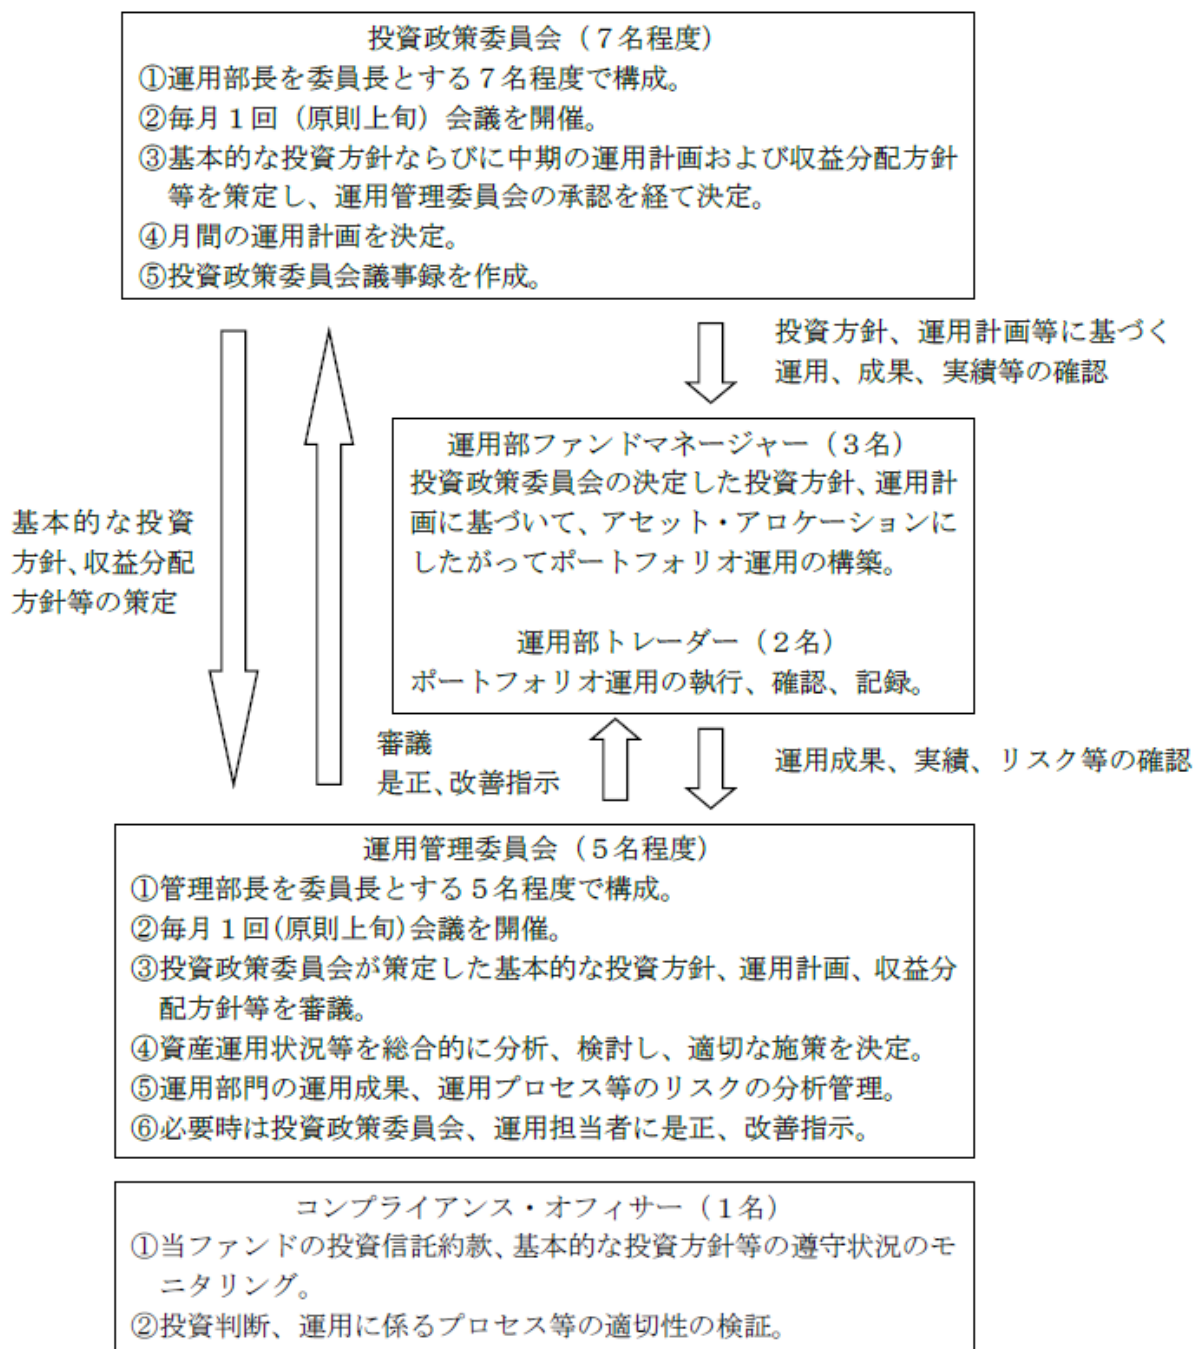 投資政策委員会（７名程度）
①運用部長を委員長とする７名程度で構成。
②毎月１回（原則上旬）会議を開催。
③基本的な投資方針ならびに中期の運用計画および収益分配方針
等を策定し、運用管理委員会の承認を経て決定。
④月間の運用計画を決定。
⑤投資政策委員会議事録を作成。
投資方針、運用計画等に基づく
運用、成果、実績等の確認
運用部ファンドマネージャー（３名）
投資政策委員会の決定した投資方針、運用計
画に基づいて、アセット・アロケーションに
したがってポートフォリオ運用の構築。
運用部トレーダー（２名）
ポートフォリオ運用の執行、確認、記録。
基本的な投資
方針、収益分配
方針等の策定
審議
是正、改善指示
運用成果、実績、リスク等の確認
運用管理委員会（５名程度）
①管理部長を委員長とする５名程度で構成。
②毎月１回(原則上旬)会議を開催。
③投資政策委員会が策定した基本的な投資方針、運用計画、収益分
配方針等を審議。
④資産運用状況等を総合的に分析、検討し、適切な施策を決定。
⑤運用部門の運用成果、運用プロセス等のリスクの分析管理。
⑥必要時は投資政策委員会、運用担当者に是正、改善指示。
コンプライアンス・オフィサー（１名）
①当ファンドの投資信託約款、基本的な投資方針等の遵守状況のモ
ニタリング。
②投資判断、運用に係るプロセス等の適切性の検証。